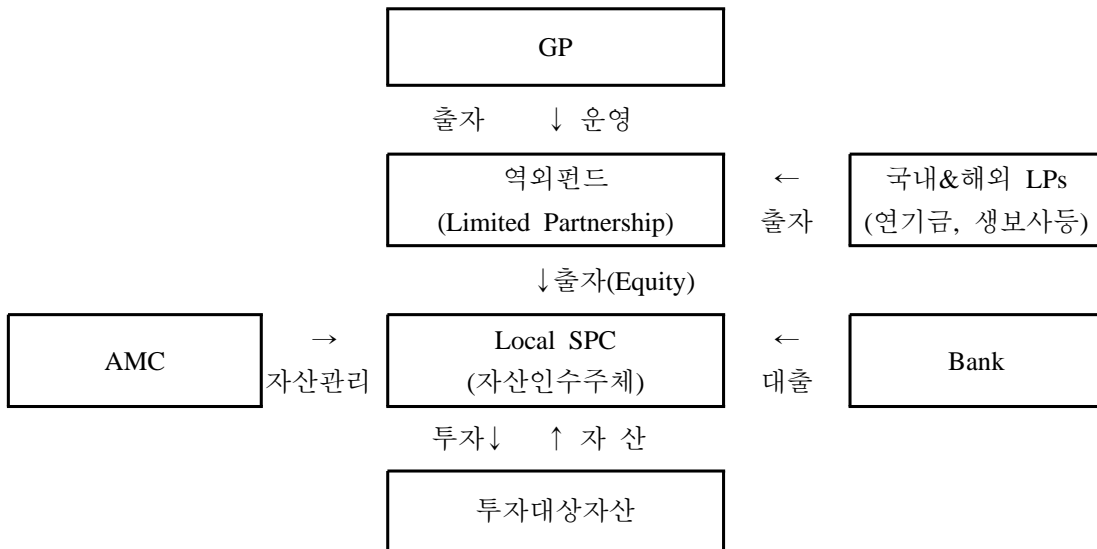 GP
출자 ↓ 운영
역외펀드
(Limited Partnership)
←
출자
국내&해외 LPs
(연기금, 생보사등)
↓출자(Equity)
AMC
→
자산관리
Local SPC
(자산인수주체)
←
대출
Bank
투자↓ ↑ 자 산
투자대상자산